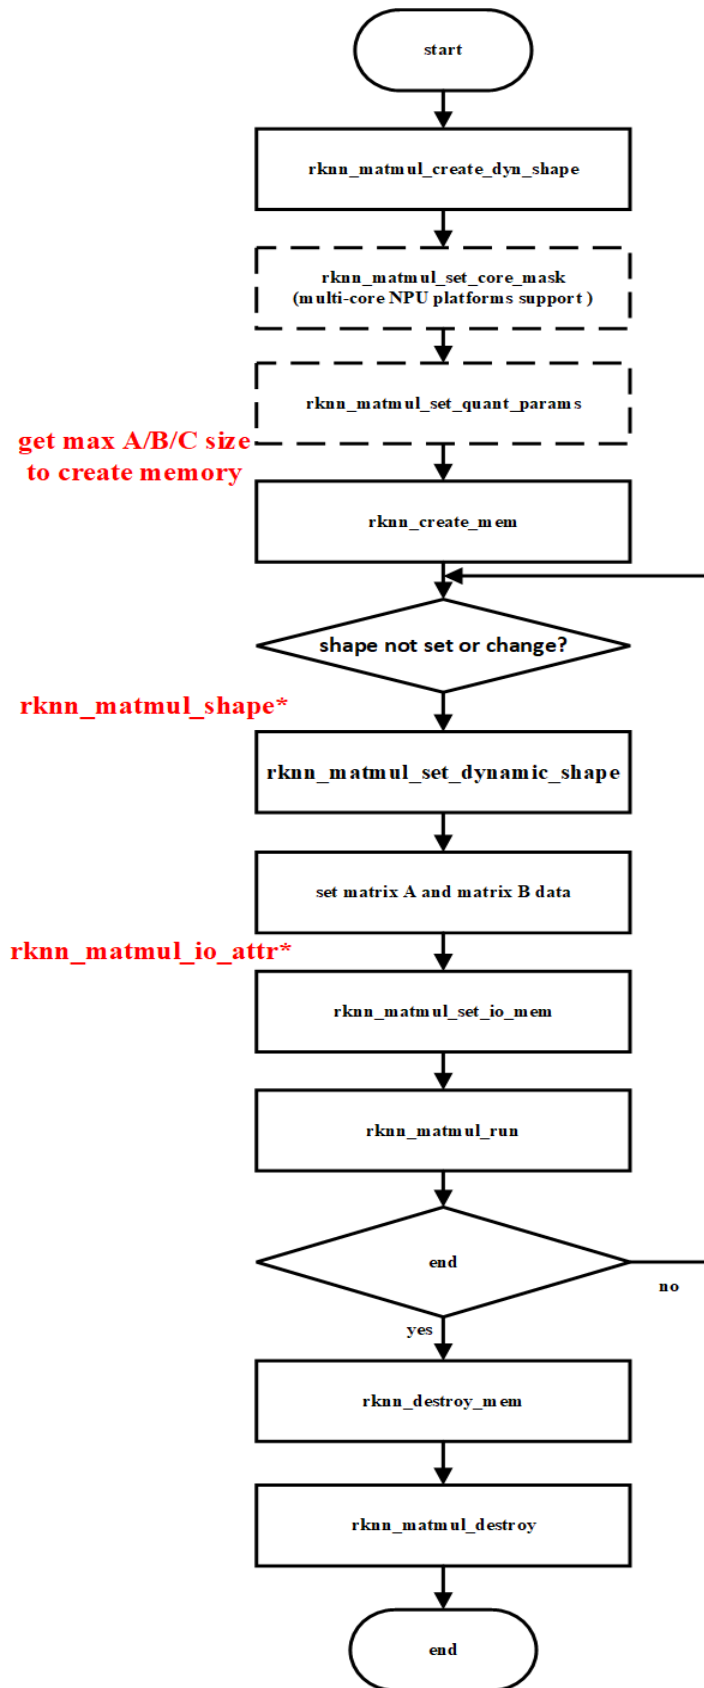 start
rknn_matmul_create_dyn_shape
rknn_matmul_set_core_mask
(multi-core NPU platforms support )
rknn_matmul_set_quant_params
get max A/B/C size
to create memory
rknn_create_mem
shape not set or change?
rknn_matmul_shape*
rknn_matmul_set_dynamic_shape
set matrix A and matrix B data
rknn_matmul_io_attr*
rknn_matmul_set_io_mem
rknn_matmul_run
end
no
yes
rknn_destroy_mem
rknn_matmul_destroy
end